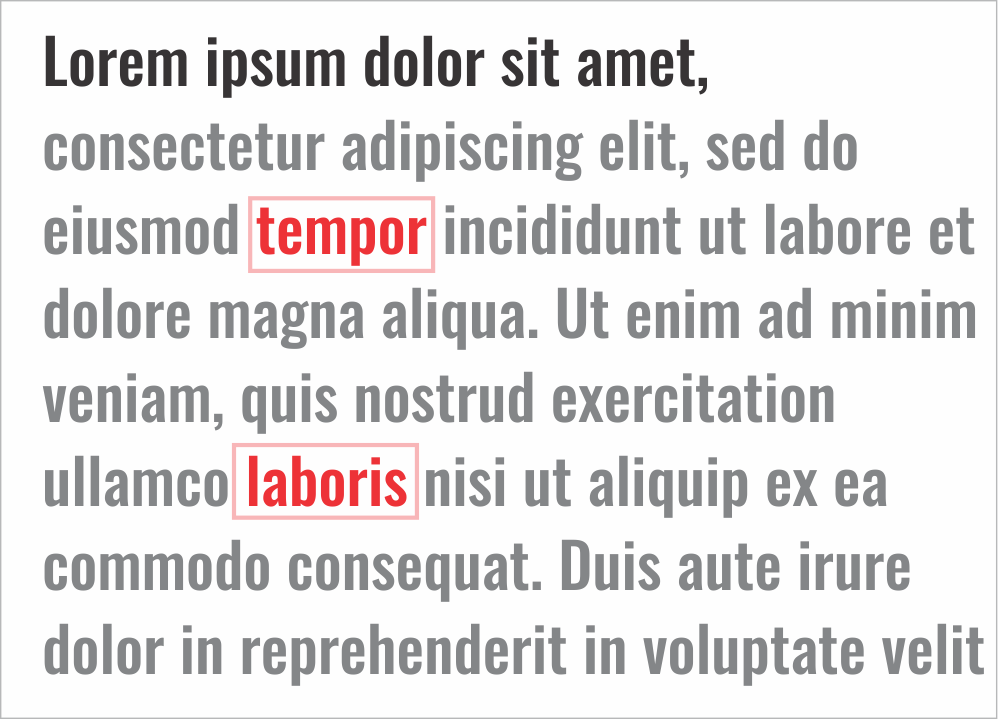 Lorem ipsum dolor sit amet,
consectetur adipiscing elit, sed do
eiusmod tempor incididunt ut labore et
dolore magna aliqua. Ut enim ad minim
veniam, quis nostrud exercitation
ullamco laboris nisi ut aliquip ex ea
commodo consequat. Duis aute irure
dolor in reprehenderit in voluptate velit